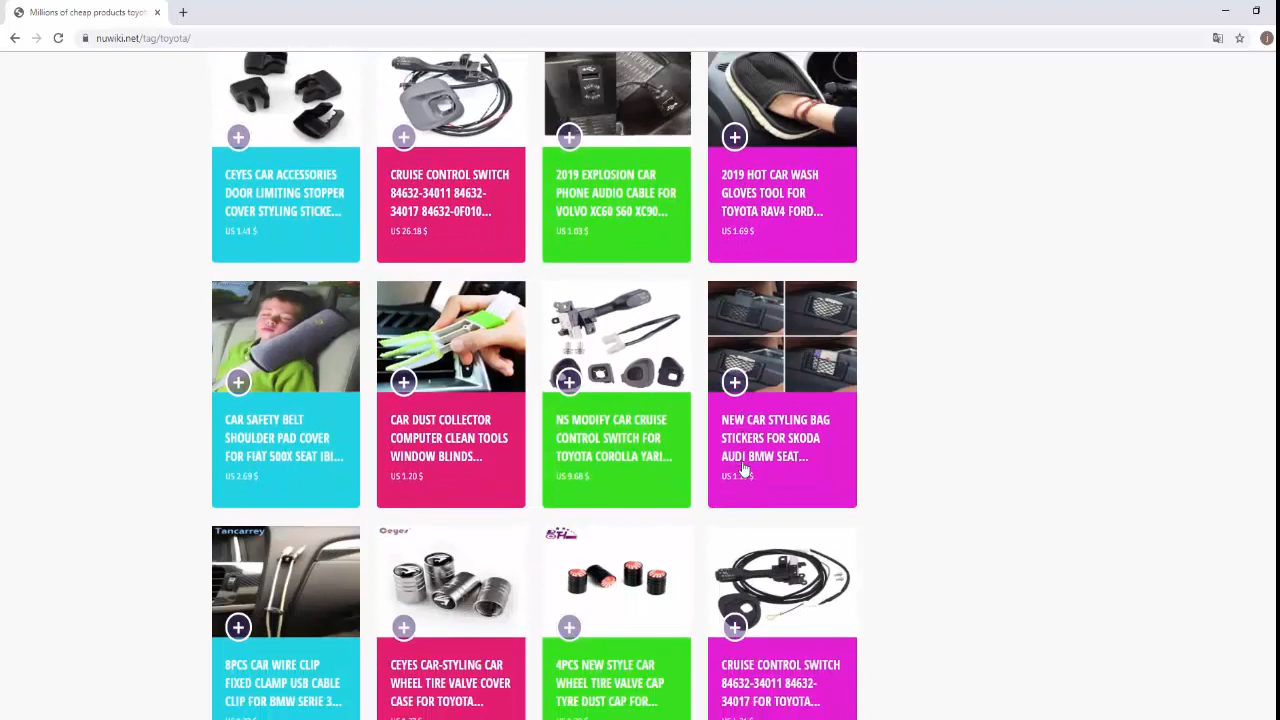 Millions of cheap products toyot
nuwiki.net/tag/toyota/
CEYES CAR ACCESSORIES
DOOR LIMITING STOPPER
COVER STYLING STICKE...
US 1.41 $
CRUISE CONTROL SWITCH
84632-34011 84632-
34017 84632-0F010...
US 26.18 $
2019 EXPLOSION CAR
PHONE AUDIO CABLE FOR
VOLVO XC60 S60 XC90...
US 1.03 $
2019 HOT CAR WASH
GLOVES TOOL FOR
TOYOTA RAV4 FORD...
US 1.69 $
CAR SAFETY BELT
SHOULDER PAD COVER
FOR FIAT 500X SEAT IBI...
US 2.69 $
CAR DUST COLLECTOR
COMPUTER CLEAN TOOLS
WINDOW BLINDS...
US 1.20 $
NS MODIFY CAR CRUISE
CONTROL SWITCH FOR
TOYOTA COROLLA YARI...
US 9.68 $
NEW CAR STYLING BAG
STICKERS FOR SKODA
AUDI BMW SEAT...
Tancarrey
8PCS CAR WIRE CLIP
FIXED CLAMP USB CABLE
CLIP FOR BMW SERIE 3...
Ceyes
CEYES CAR-STYLING CAR
WHEEL TIRE VALVE COVER
CASE FOR TOYOTA...
4PCS NEW STYLE CAR
WHEEL TIRE VALVE CAP
TYRE DUST CAP FOR...
CRUISE CONTROL SWITCH
84632-34011 84632-
34017 FOR TOYOTA...